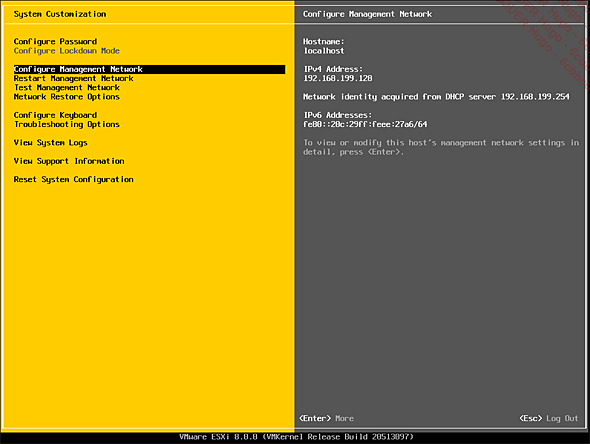 System Customization
Configure Password
Configure Lockdown Mode
Configure Management Network
Restart Management Network
Test Management Network
Network Restore Options
Configure Keyboard
Troubleshooting Options
View System Logs
View Support Information
Reset System Configuration
Configure Management Network
Hostname:
localhost
IPv4 Address:
192.168.199.128
Network identity acquired from DHCP server 192.168.199.254
IPv6 Addresses:
fe80::20c:29ff:feee:27a6/64
To view or modify this host's management network settings in
detail, press <Enter>.
<Enter> More
<Esc> Log Out
VMware ESXi 8.0.0 (VMKernel Release Build 20513097)